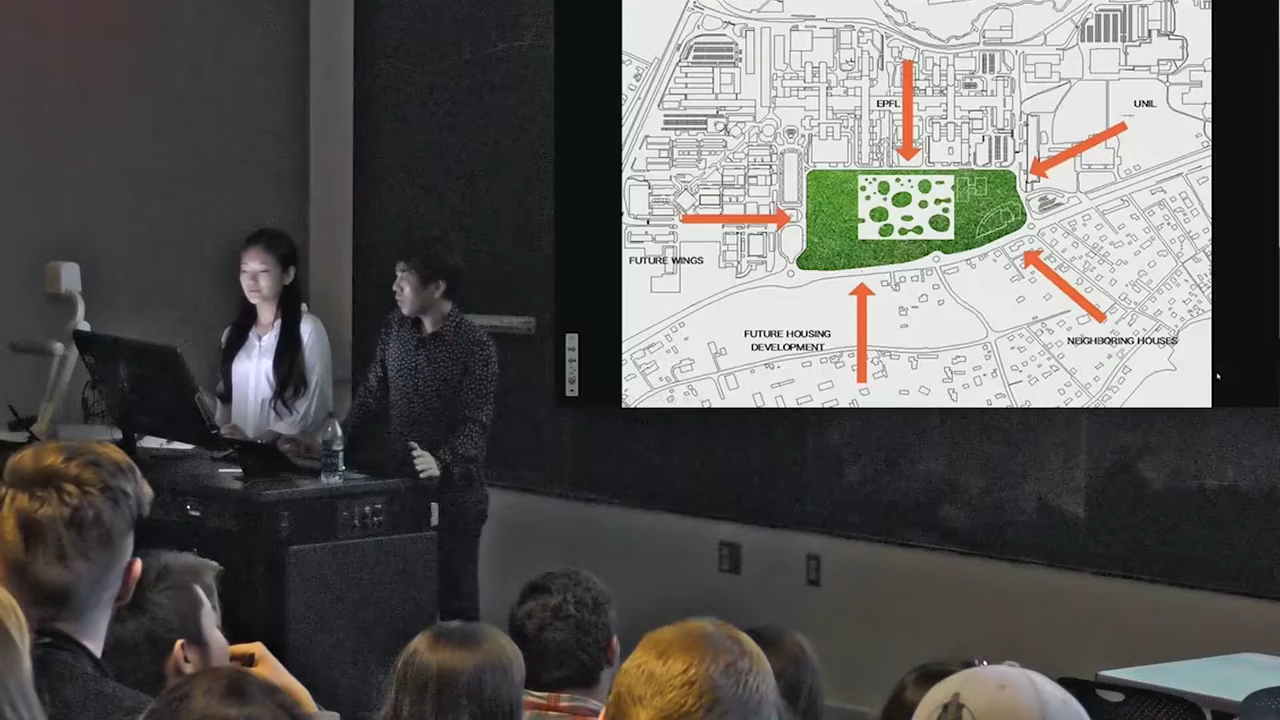 EPFL
UNIL
FUTURE WINGS
FUTURE HOUSING
DEVELOPMENT
NEIGHBORING HOUSES